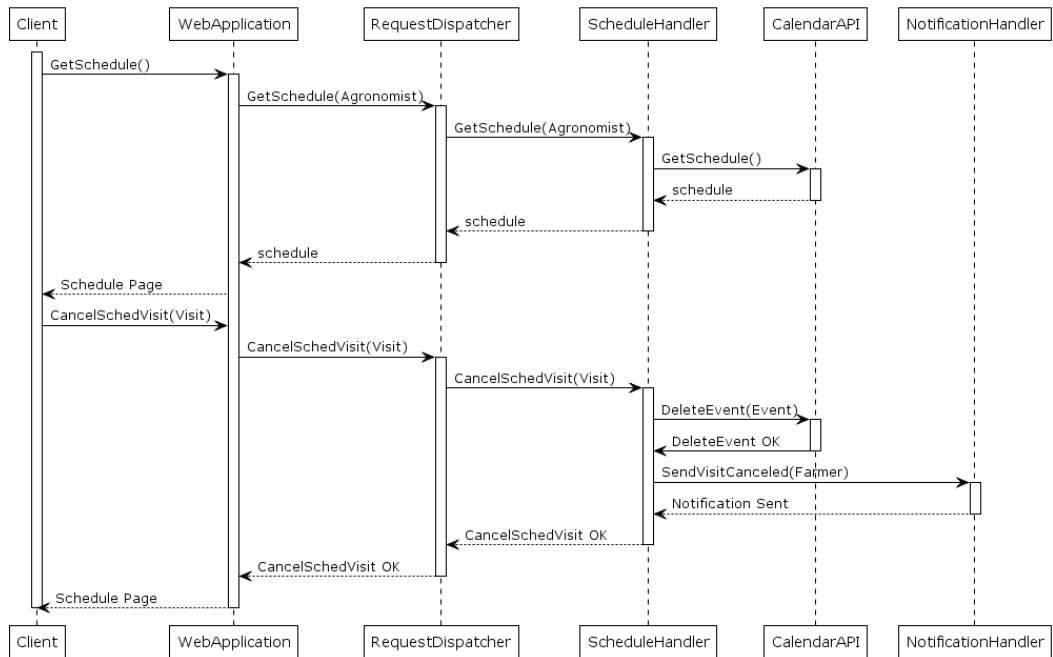 Client WebApplication RequestDispatcher ScheduleHandler CalendarAPI NotificationHandler
GetSchedule()
GetSchedule(Agronomist)
GetSchedule(Agronomist)
GetSchedule()
schedule
schedule
schedule
Schedule Page
CancelSchedVisit(Visit)
CancelSchedVisit(Visit)
CancelSchedVisit(Visit)
DeleteEvent(Event)
DeleteEvent OK
SendVisitCanceled(Farmer)
Notification Sent
CancelSchedVisit OK
CancelSchedVisit OK
Schedule Page
Client WebApplication RequestDispatcher ScheduleHandler CalendarAPI NotificationHandler